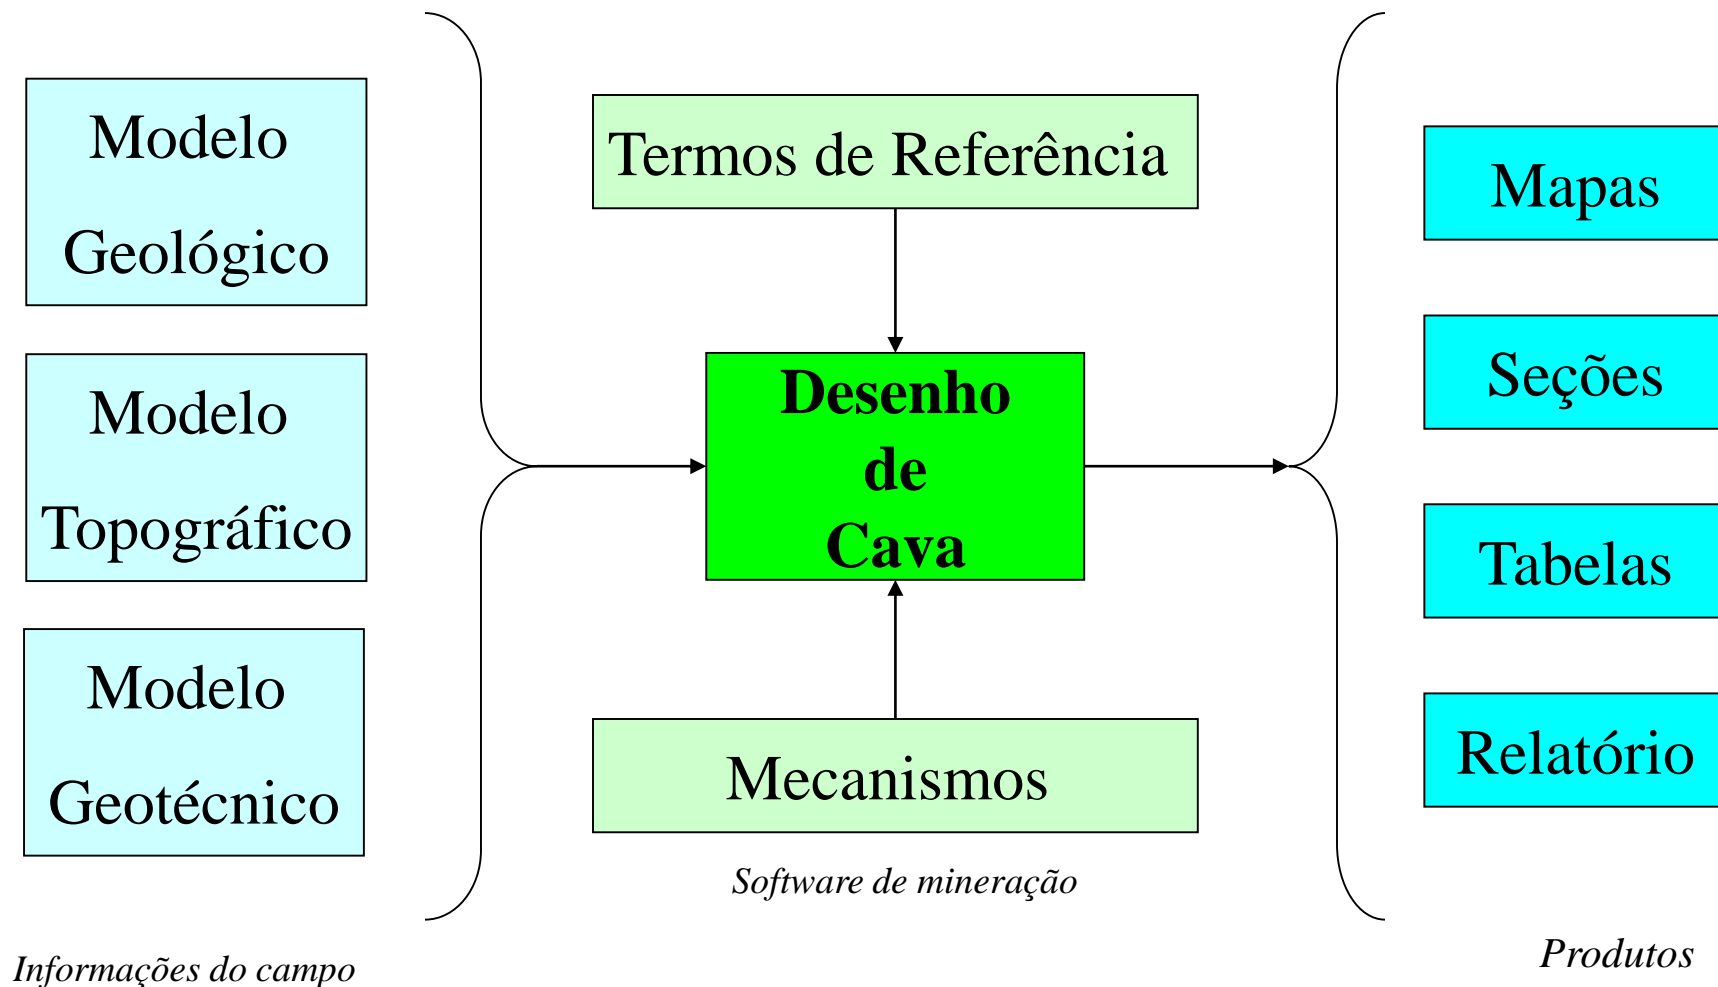 Modelo
Geológico
Modelo
Topográfico
Modelo
Geotécnico
Informações do campo
Termos de Referência
Desenho
de
Cava
Mecanismos
Software de mineração
Mapas
Seções
Tabelas
Relatório
Produtos